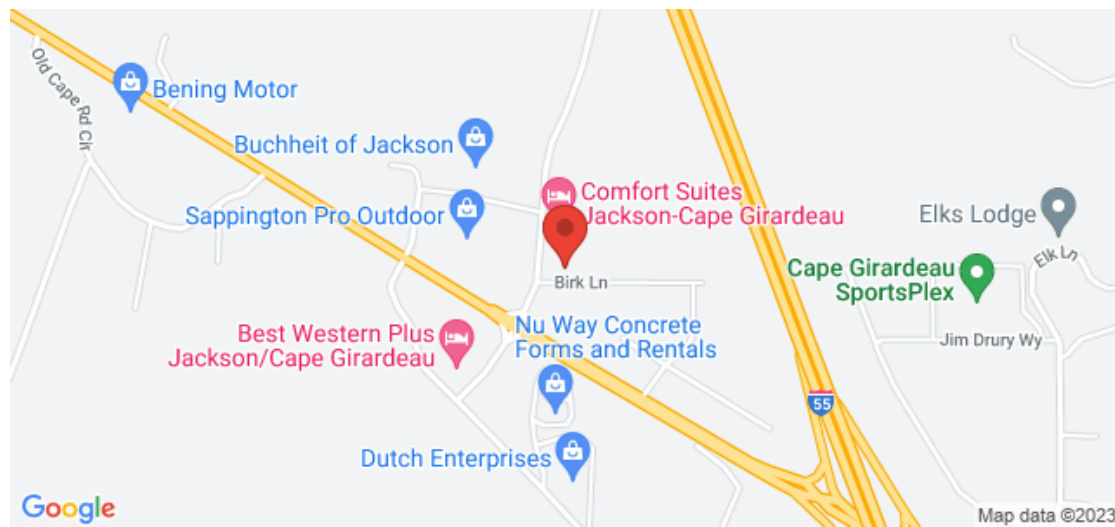 Old Cape Rd Cir
Bening Motor
Buchheit of Jackson
Comfort Suites
Jackson-Cape Girardeau
Sappington Pro Outdoor
Elks Lodge
Elk Ln
Cape Girardeau
SportsPlex
Birk Ln
Nu Way Concrete
Forms and Rentals
Best Western Plus
Jackson/Cape Girardeau
Jim Drury Wy
55
Dutch Enterprises
Google
Map data ©2023